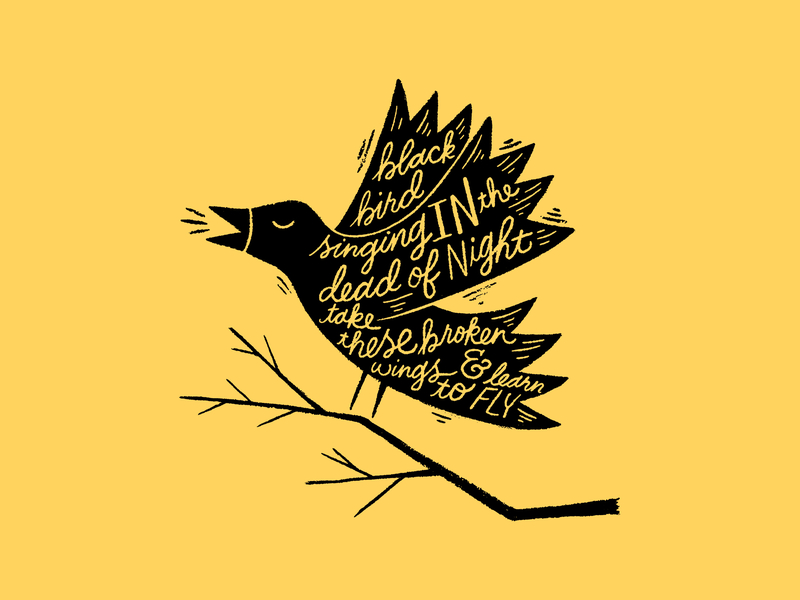 black
bird
singing IN the
dead of Night
take
these broken
wings & learn
to FLY